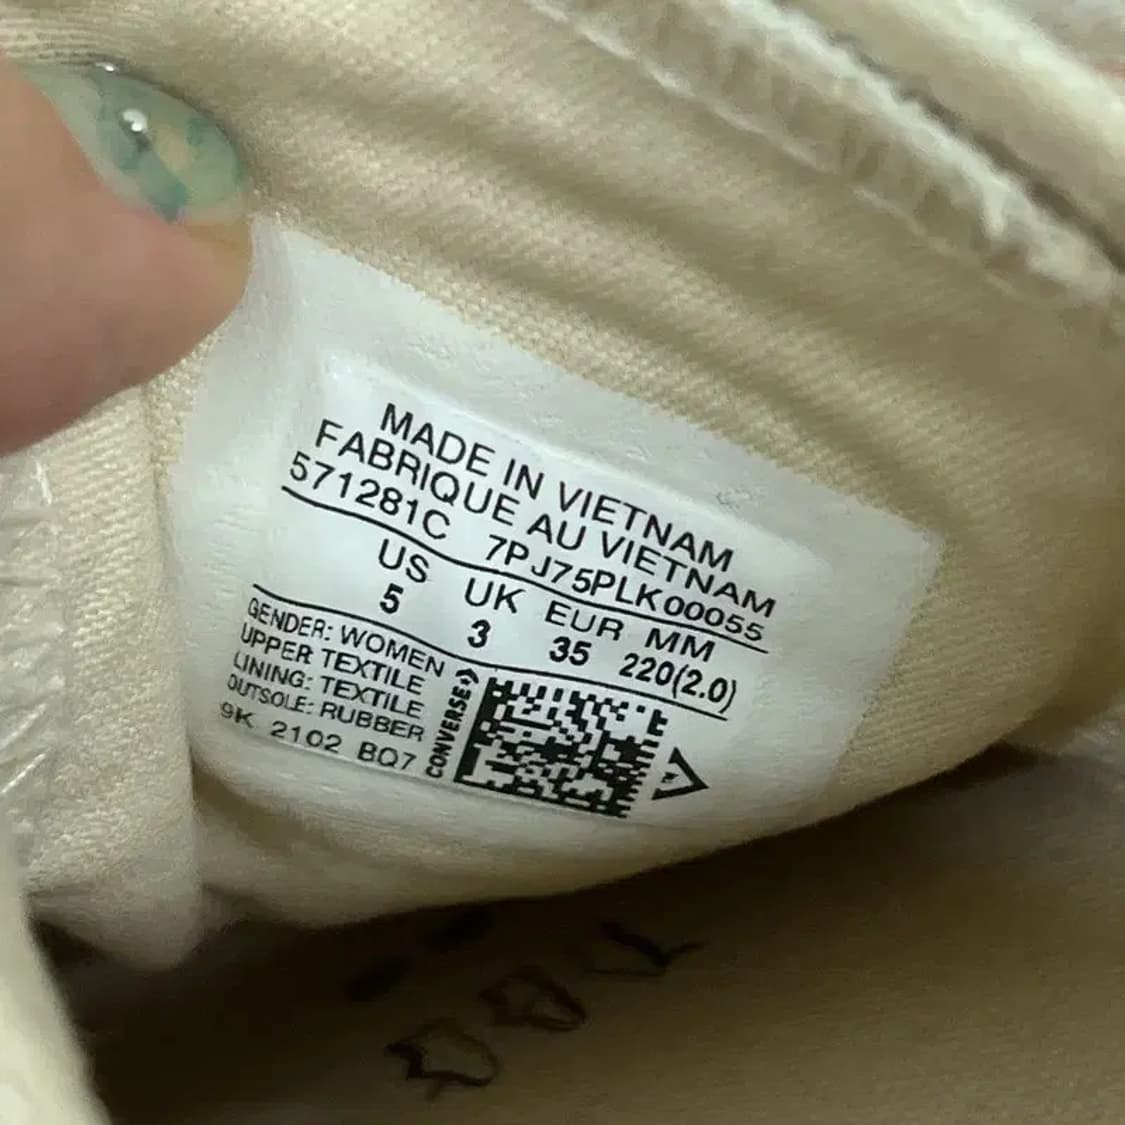 MADE IN VIETNAM
FABRIQUE AU VIETNAM
571281C 7PJ75PLK00055
US UK EUR MM
5 3 35 220(2.0)
GENDER: WOMEN
UPPER TEXTILE
LINING: TEXTILE
OUTSOLE: RUBBER
9K 2102 BQ7
CONVERSE